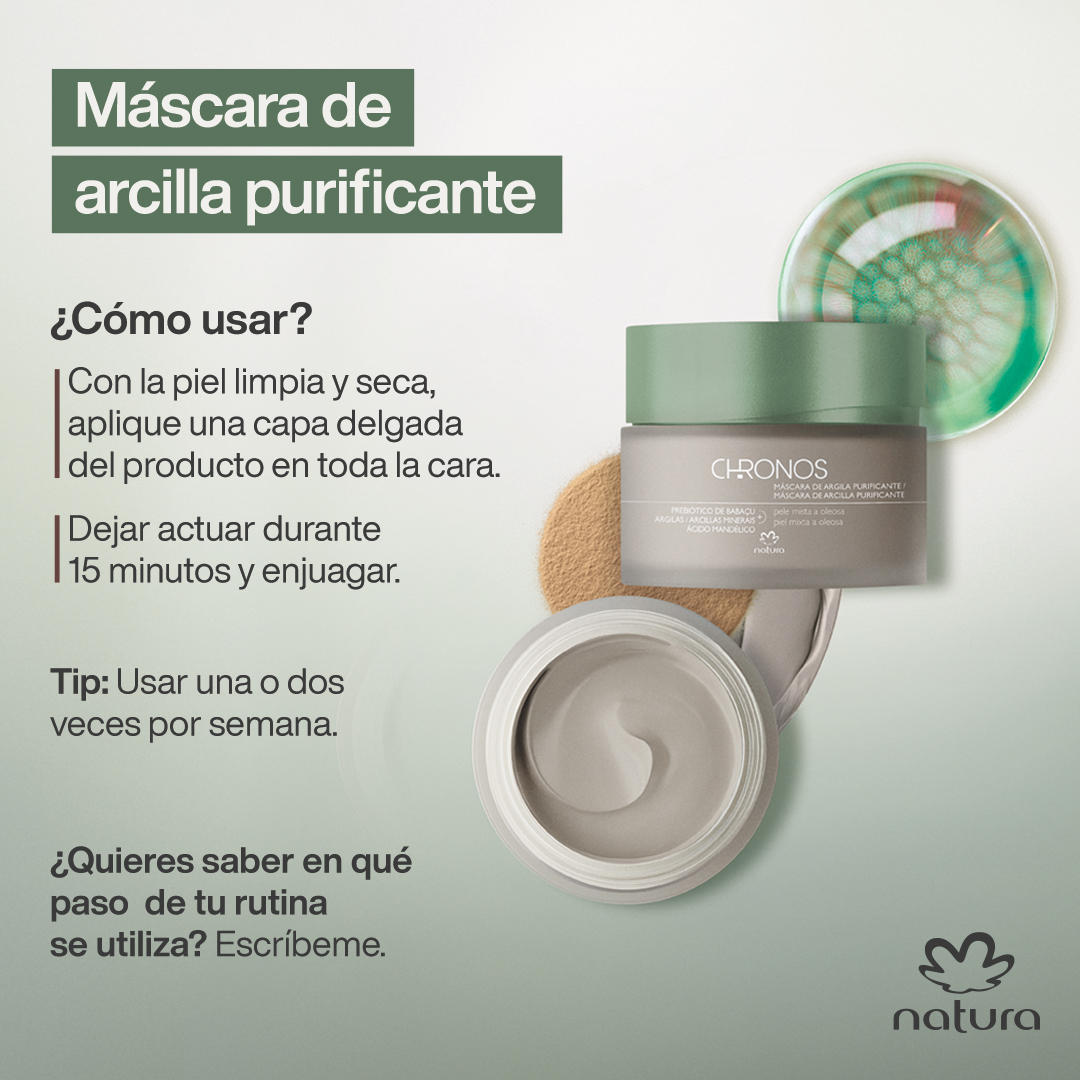 Máscara de
arcilla purificante
¿Cómo usar?
Con la piel limpia y seca,
aplique una capa delgada
del producto en toda la cara.
Dejar actuar durante
15 minutos y enjuagar.
Tip: Usar una o dos
veces por semana.
¿Quieres saber en qué
paso de tu rutina
se utiliza? Escríbeme.
CHRONOS
MÁSCARA DE ARGILA PURIFICANTE /
MÁSCARA DE ARCILLA PURIFICANTE
PREBIÓTICO DE BABAÇU
ARGILAS / ARCILLAS MINERAIS +
ÁCIDO MANDÉLICO
pele mista a oleosa
piel mixta a oleosa
natura
natura